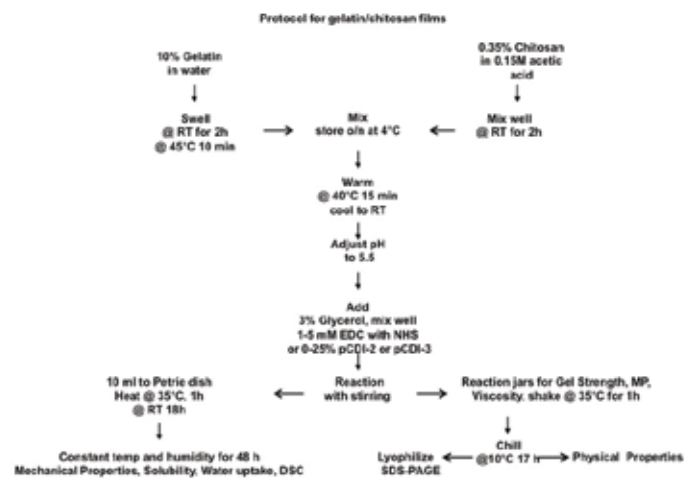 Protocol for gelatin/chitosan films
10% Gelatin
in water
0.35% Chitosan
in 0.15M acetic
acid
Swell
@ RT for 2h
@ 45°C 10 min
Mix
store o/n at 4°C
Mix well
@ RT for 2h
Warm
@ 40°C 15 min
cool to RT
Adjust pH
to 5.5
Add
3% Glycerol, mix well
1-5 mM EDC with NHS
or 0-25% pCDI-2 or pCDI-3
10 ml to Petrie dish
Heat @ 35°C, 1h
@ RT 18h
Reaction
with stirring
Reaction jars for Gel Strength, MP,
Viscosity. shake @ 35°C for 1h
Constant temp and humidity for 48 h
Mechanical Properties, Solubility, Water uptake, DSC
Chill
@10°C 17 h
Lyophilize
SDS-PAGE
Physical Properties